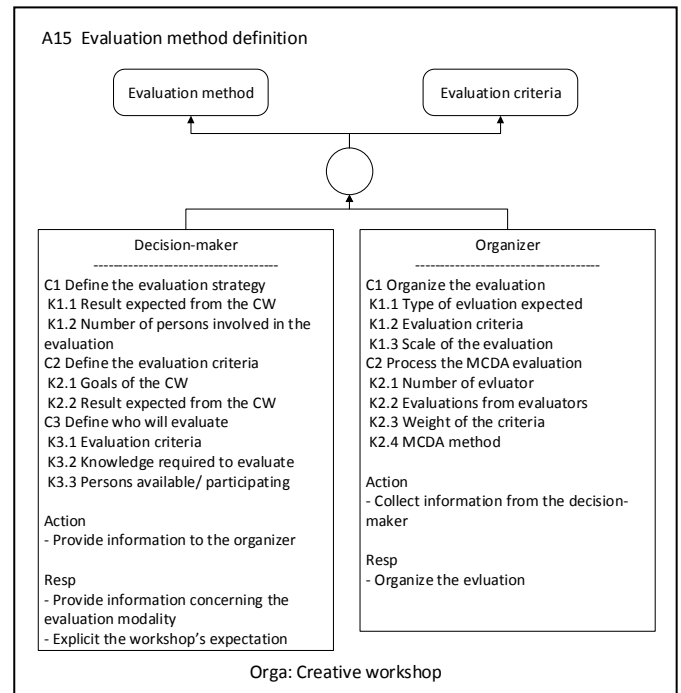 A15 Evaluation method definition
Evaluation method
Evaluation criteria
Decision-maker
-------------------------------------
C1 Define the evaluation strategy
K1.1 Result expected from the CW
K1.2 Number of persons involved in the
evaluation
C2 Define the evaluation criteria
K2.1 Goals of the CW
K2.2 Result expected from the CW
C3 Define who will evaluate
K3.1 Evaluation criteria
K3.2 Knowledge required to evaluate
K3.3 Persons available/ participating
Action
- Provide information to the organizer
Resp
- Provide information concerning the
evaluation modality
- Explicit the workshop’s expectation
Organizer
-------------------------------------
C1 Organize the evaluation
K1.1 Type of evluation expected
K1.2 Evaluation criteria
K1.3 Scale of the evaluation
C2 Process the MCDA evaluation
K2.1 Number of evluator
K2.2 Evaluations from evaluators
K2.3 Weight of the criteria
K2.4 MCDA method
Action
- Collect information from the decision-
maker
Resp
- Organize the evluation
Orga: Creative workshop